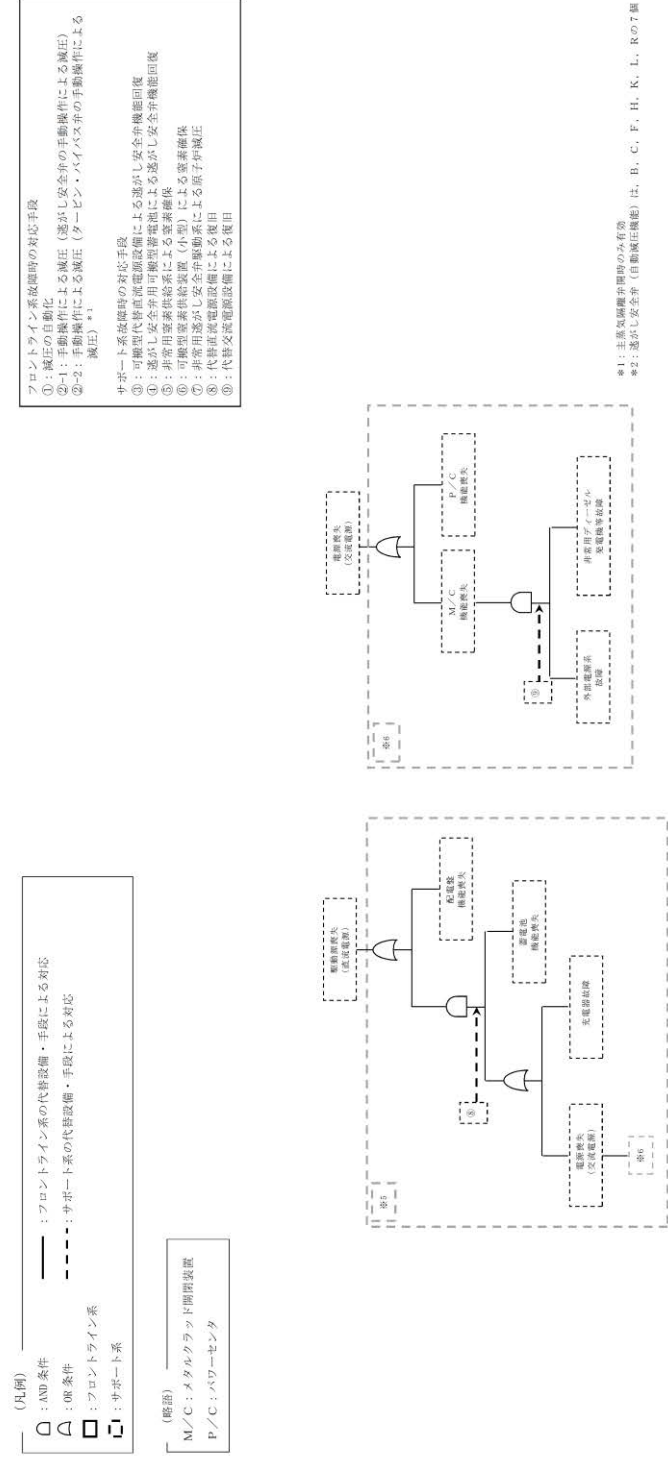 (凡例)
：AND 条件
：OR 条件
：フロントライン系
：サポート系
：フロントライン系の代替設備・手段による対応
：サポート系の代替設備・手段による対応
(略語)
M／C：メタルクラッド開閉装置
P／C：パワーセンタ
フロントライン系故障時の対応手段
①：減圧の自動化
②-1：手動操作による減圧（逃がし安全弁の手動操作による減圧）
②-2：手動操作による減圧（タービン・バイパス弁の手動操作による
減圧）＊1
サポート系故障時の対応手段
③：可搬型代替直流電源設備による逃がし安全弁機能回復
④：逃がし安全弁用可搬型蓄電池による逃がし安全弁機能回復
⑤：非常用窒素供給系による窒素確保
⑥：可搬型窒素供給装置（小型）による窒素確保
⑦：非常用逃がし安全弁駆動系による原子炉減圧
⑧：代替直流電源設備による復旧
⑨：代替交流電源設備による復旧
※5
駆動源喪失
（直流電源）
配電盤
機能喪失
⑧
蓄電池
機能喪失
電源喪失
（交流電源）
充電器故障
※6
※6
電源喪失
（交流電源）
M／C
機能喪失
P／C
機能喪失
⑨
外部電源系
故障
非常用ディーゼル
発電機等故障
＊1：主蒸気隔離弁開時のみ有効
＊2：逃がし安全弁（自動減圧機能）は，B，C，F，H，K，L，Rの7個